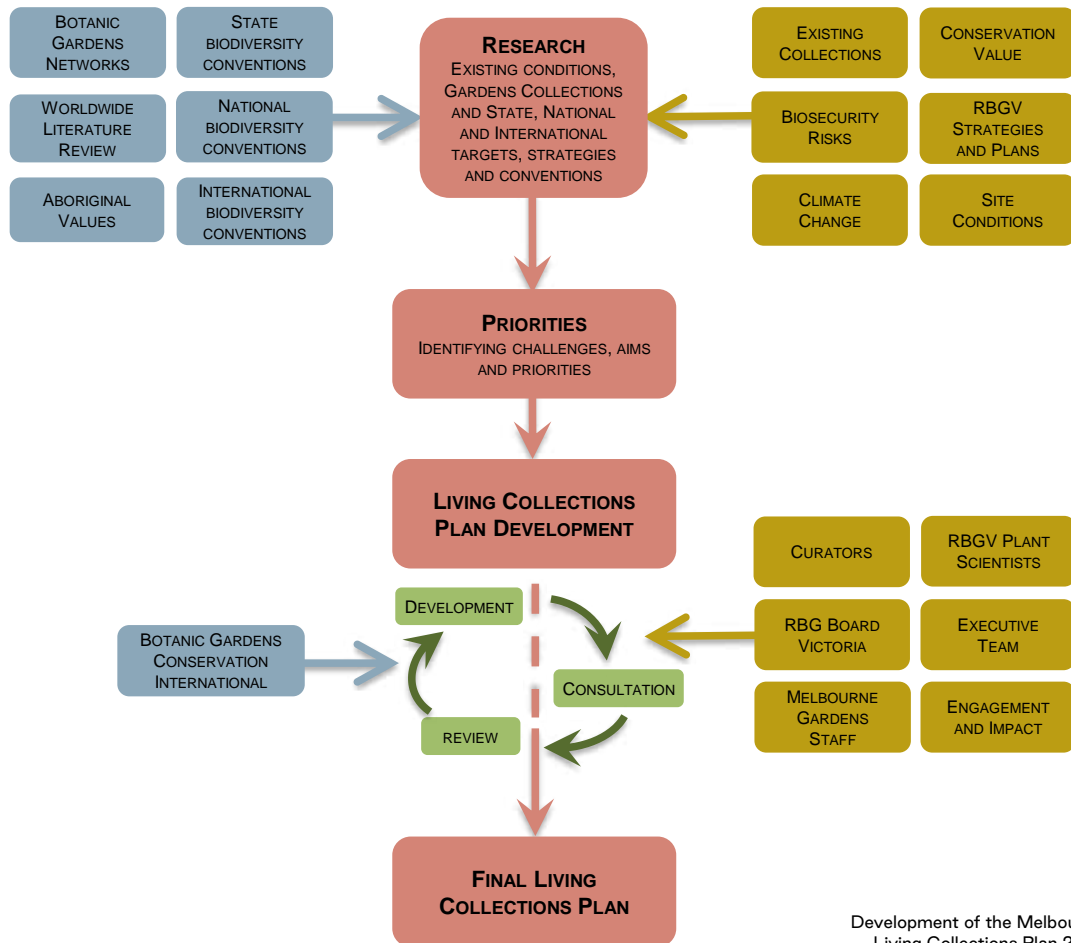 BOTANIC
GARDENS
NETWORKS
STATE
BIODIVERSITY
CONVENTIONS
WORLDWIDE
LITERATURE
REVIEW
NATIONAL
BIODIVERSITY
CONVENTIONS
ABORIGINAL
VALUES
INTERNATIONAL
BIODIVERSITY
CONVENTIONS
RESEARCH
EXISTING CONDITIONS,
GARDENS COLLECTIONS
AND STATE, NATIONAL
AND INTERNATIONAL
TARGETS, STRATEGIES
AND CONVENTIONS
EXISTING
COLLECTIONS
CONSERVATION
VALUE
BIOSECURITY
RISKS
RBGV
STRATEGIES
AND PLANS
CLIMATE
CHANGE
SITE
CONDITIONS
PRIORITIES
IDENTIFYING CHALLENGES, AIMS
AND PRIORITIES
LIVING COLLECTIONS
PLAN DEVELOPMENT
DEVELOPMENT
CONSULTATION
REVIEW
BOTANIC GARDENS
CONSERVATION
INTERNATIONAL
CURATORS
RBGV PLANT
SCIENTISTS
RBG BOARD
VICTORIA
EXECUTIVE
TEAM
MELBOURNE
GARDENS
STAFF
ENGAGEMENT
AND IMPACT
FINAL LIVING
COLLECTIONS PLAN
Development of the Melbou
Living Collections Plan 2